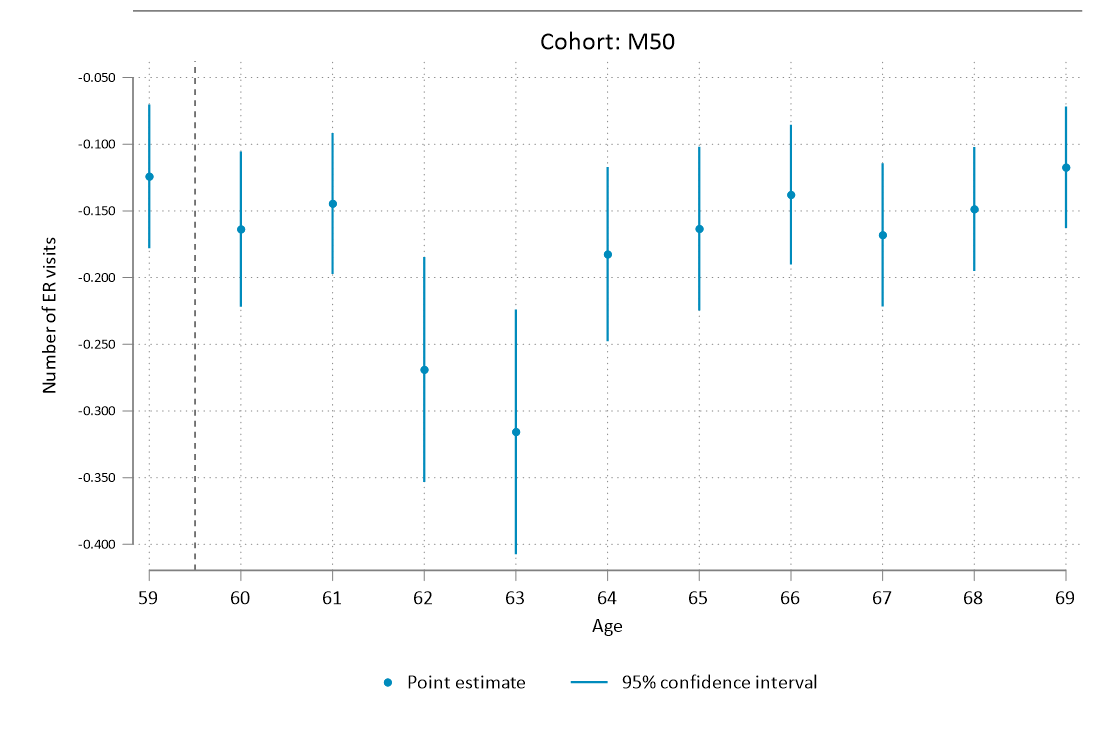 Cohort: M50
-0.050
-0.100
-0.150
-0.200
-0.250
-0.300
-0.350
-0.400
Number of ER visits
59 60 61 62 63 64 65 66 67 68 69
Age
Point estimate 95% confidence interval